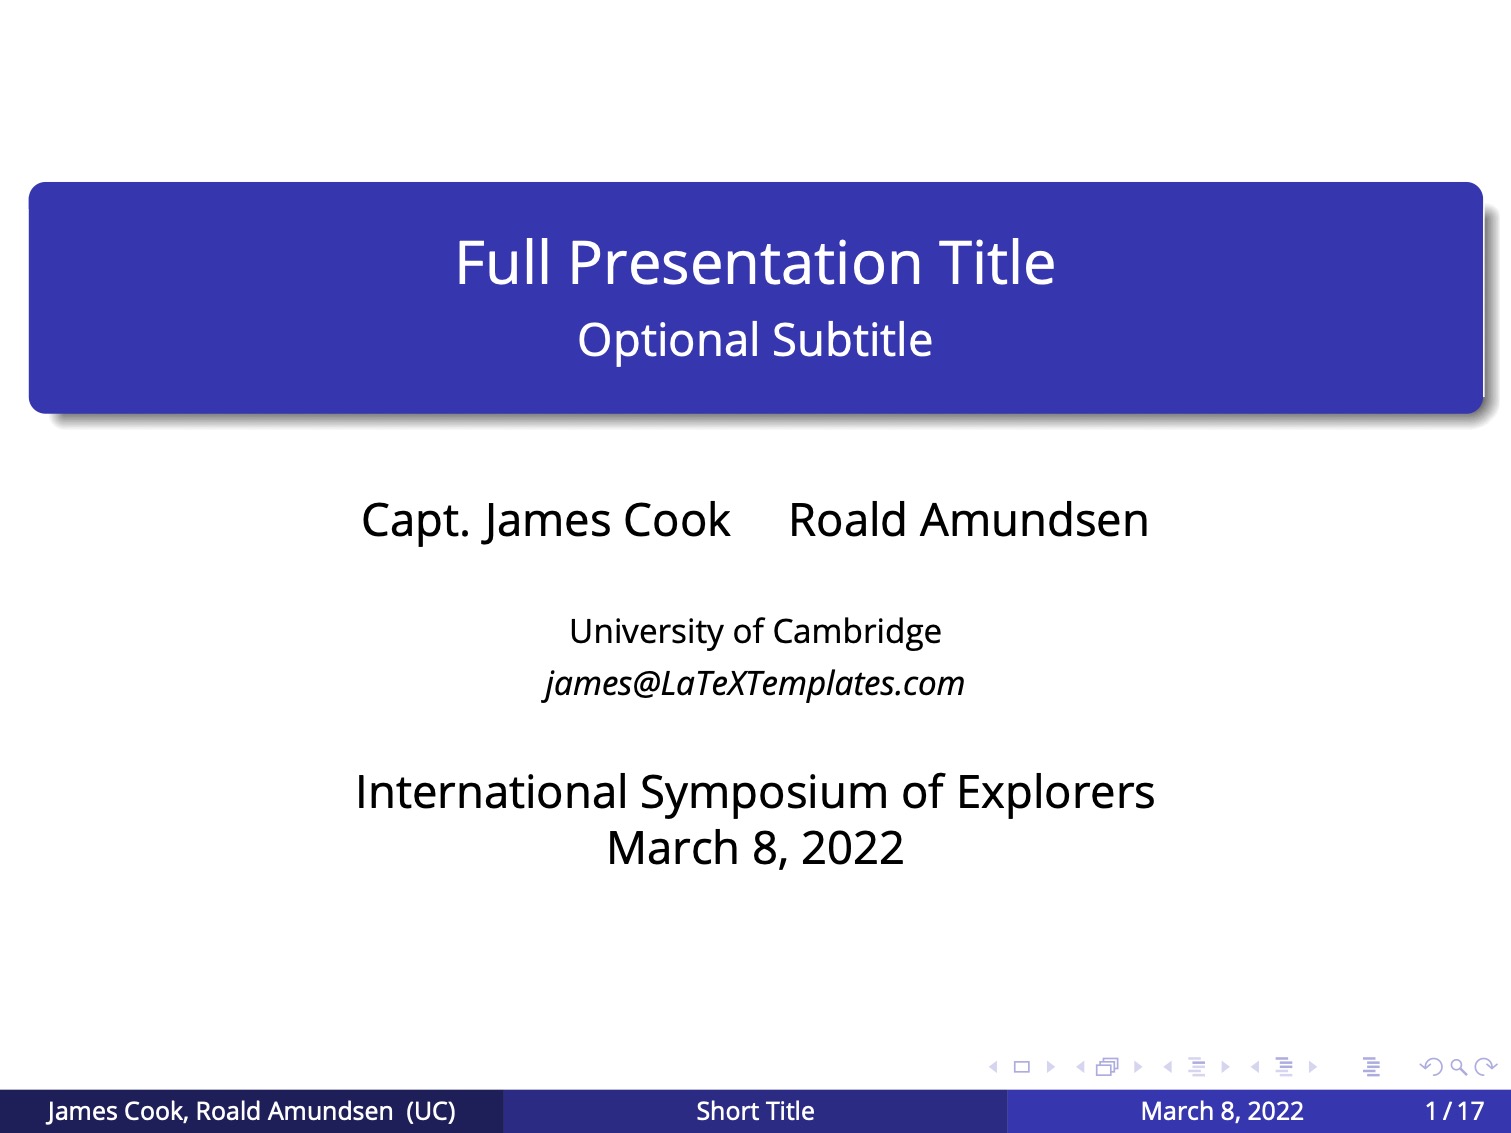 Full Presentation Title
Optional Subtitle
Capt. James Cook Roald Amundsen
University of Cambridge
james@LaTeXTemplates.com
International Symposium of Explorers
March 8, 2022
James Cook, Roald Amundsen (UC) Short Title March 8, 2022 1 / 17